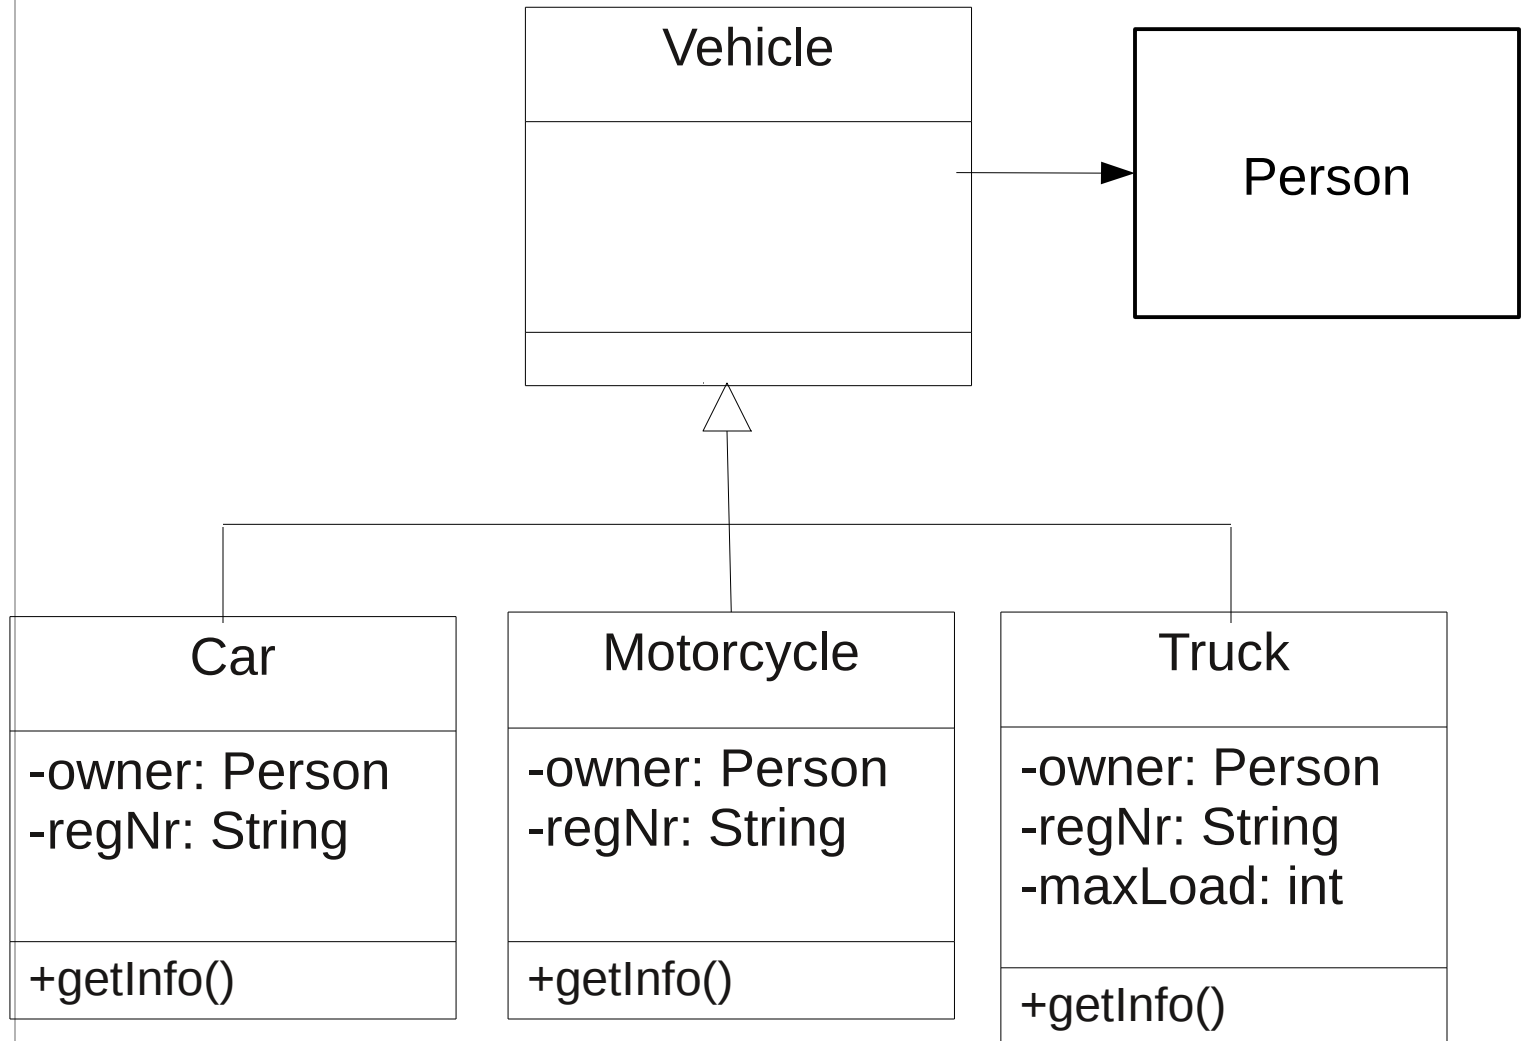 Vehicle
Person
Car
-owner: Person
-regNr: String
+getInfo()
Motorcycle
-owner: Person
-regNr: String
+getInfo()
Truck
-owner: Person
-regNr: String
-maxLoad: int
+getInfo()